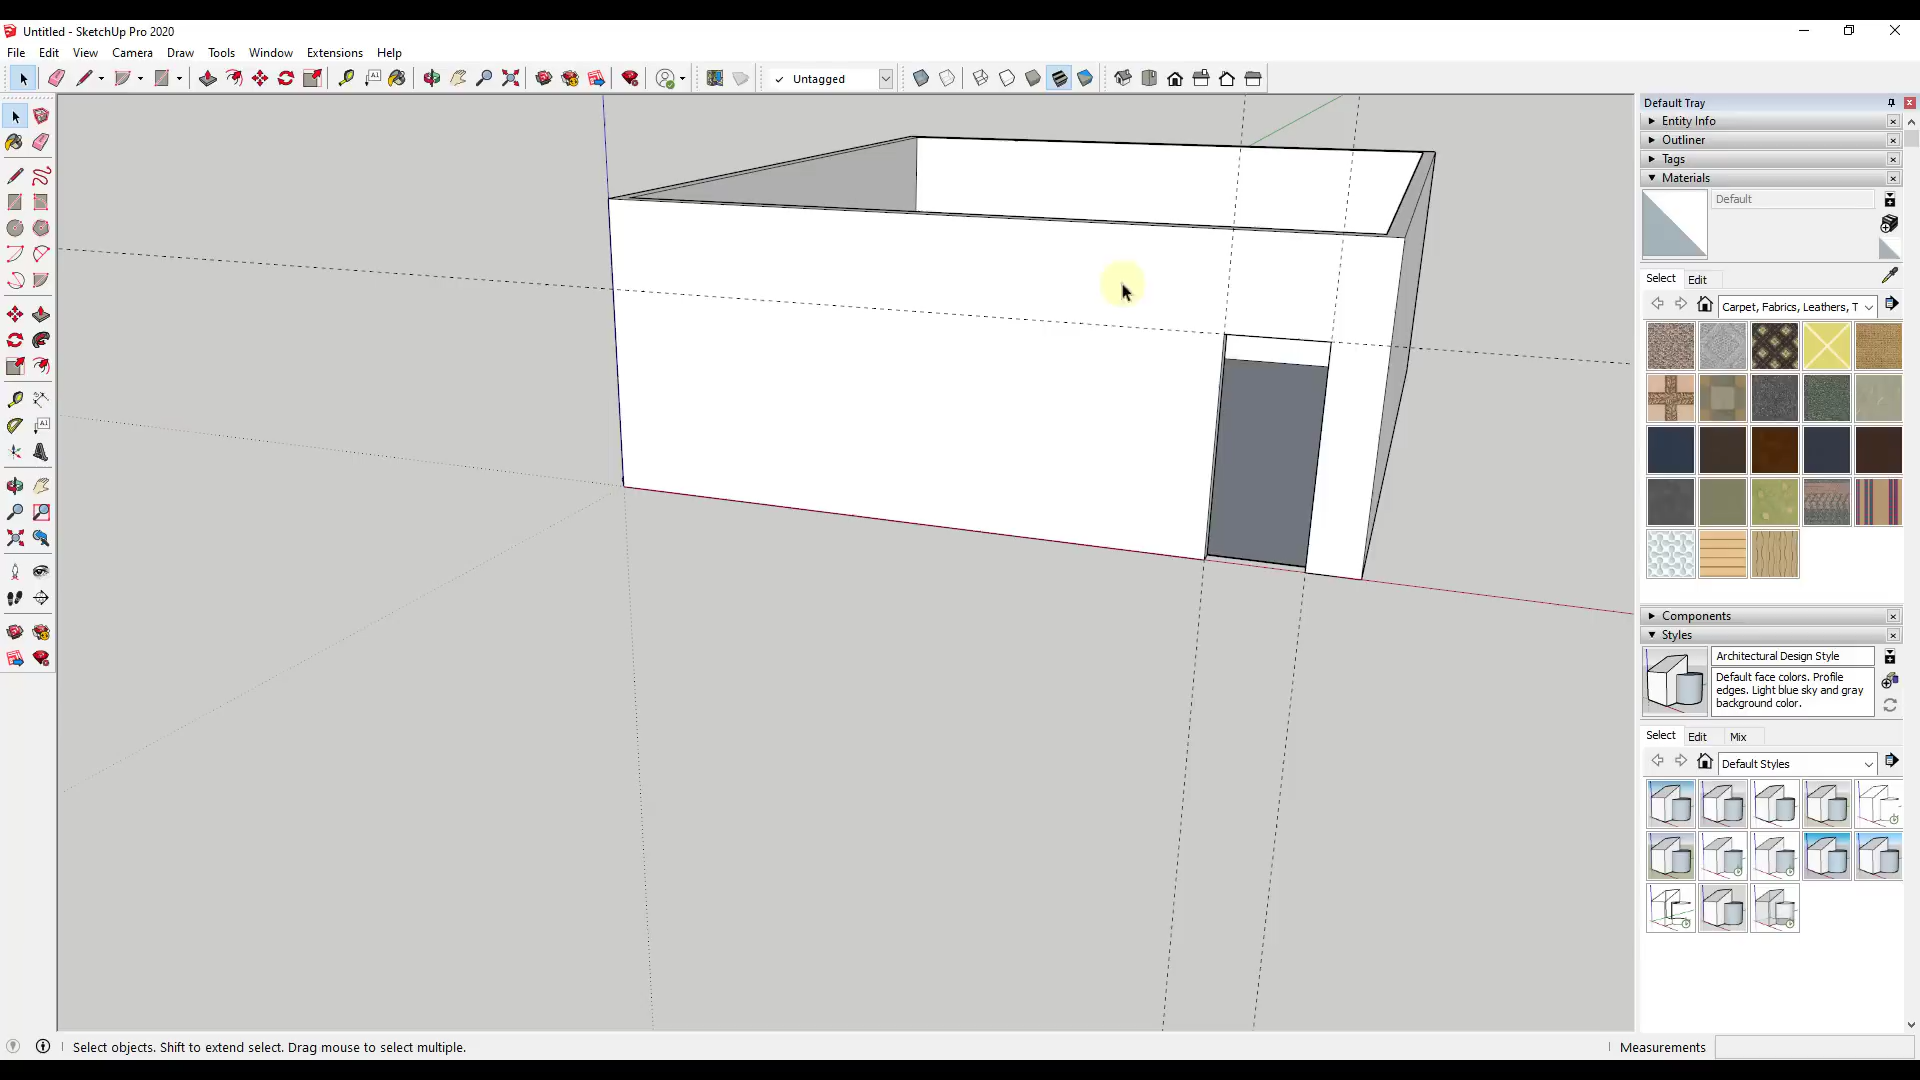 Untitled - SketchUp Pro 2020
File Edit View Camera Draw Tools Window Extensions Help
A1 ✓ Untagged
Default Tray
Entity Info
Outliner
Tags
Materials
Default
Select Edit
Carpet, Fabrics, Leathers, T
A1
Components
Styles
Architectural Design Style
Default face colors. Profile
edges. Light blue sky and gray
background color.
Select Edit Mix
Default Styles
Select objects. Shift to extend select. Drag mouse to select multiple.
Measurements